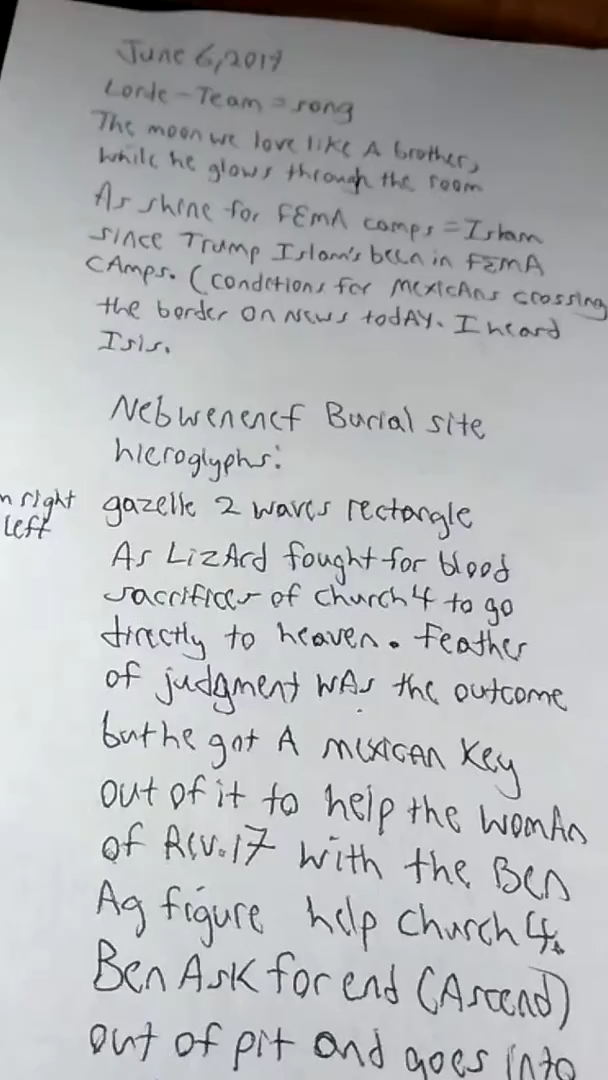 June 6, 2019
Lorde - Team = song
The moon we love like A brother,
while he glows through the room
As shine for FEMA camps = Islam
since Trump Islam's been in FEMA
CAmps. (conditions for Mexicans crossing
the border on News todAY. I heard
Isis.
Nebwenenef Burial site
hieroglyphs:
n right gazelle 2 waves rectangle
left
As LizArd fought for blood
sacrifices of church 4 to go
directly to heaven. Feather
of judgment wAs the outcome
but he got A mexicAn Key
out of it to help the womAn
of Rev. 17 with the Ben
Ag figure help church 4.
Ben Ask for end (Ascend)
out of pit and goes into